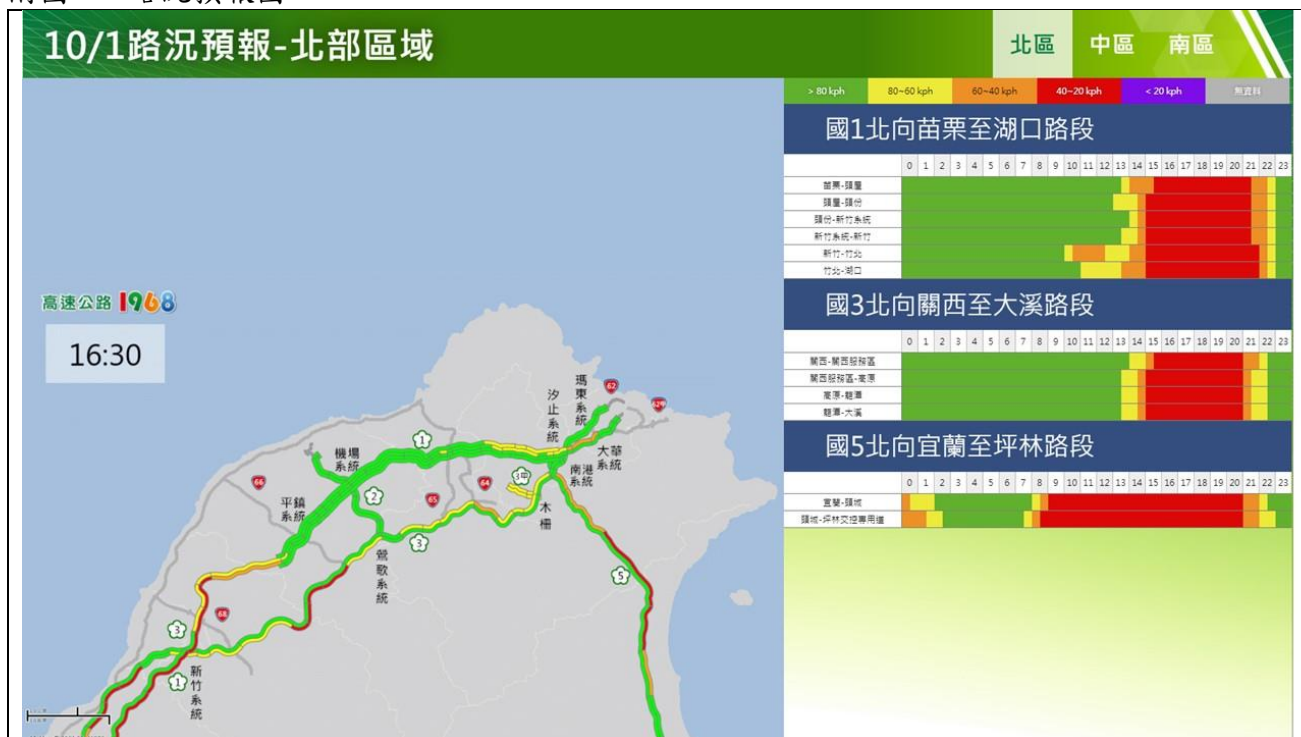 10/1路況預報-北部區域
北區 中區 南區
> 80 kph 80~60 kph 60~40 kph 40~20 kph < 20 kph 無資料
國1北向苗栗至湖口路段
0 1 2 3 4 5 6 7 8 9 10 11 12 13 14 15 16 17 18 19 20 21 22 23
苗栗-頭屋
頭屋-頭份
頭份-新竹系統
新竹系統-新竹
新竹-竹北
竹北-湖口
國3北向關西至大溪路段
0 1 2 3 4 5 6 7 8 9 10 11 12 13 14 15 16 17 18 19 20 21 22 23
關西-關西服務區
關西服務區-高原
高原-龍潭
龍潭-大溪
國5北向宜蘭至坪林路段
0 1 2 3 4 5 6 7 8 9 10 11 12 13 14 15 16 17 18 19 20 21 22 23
宜蘭-頭城
頭城-坪林交控專用道
高速公路1968
16:30
瑪東系統
62
62甲
汐止系統
大華系統
南港系統
機場系統
1
3甲
64
66
2
65
平鎮系統
木柵
3
鶯歌系統
5
68
3
新竹系統
1